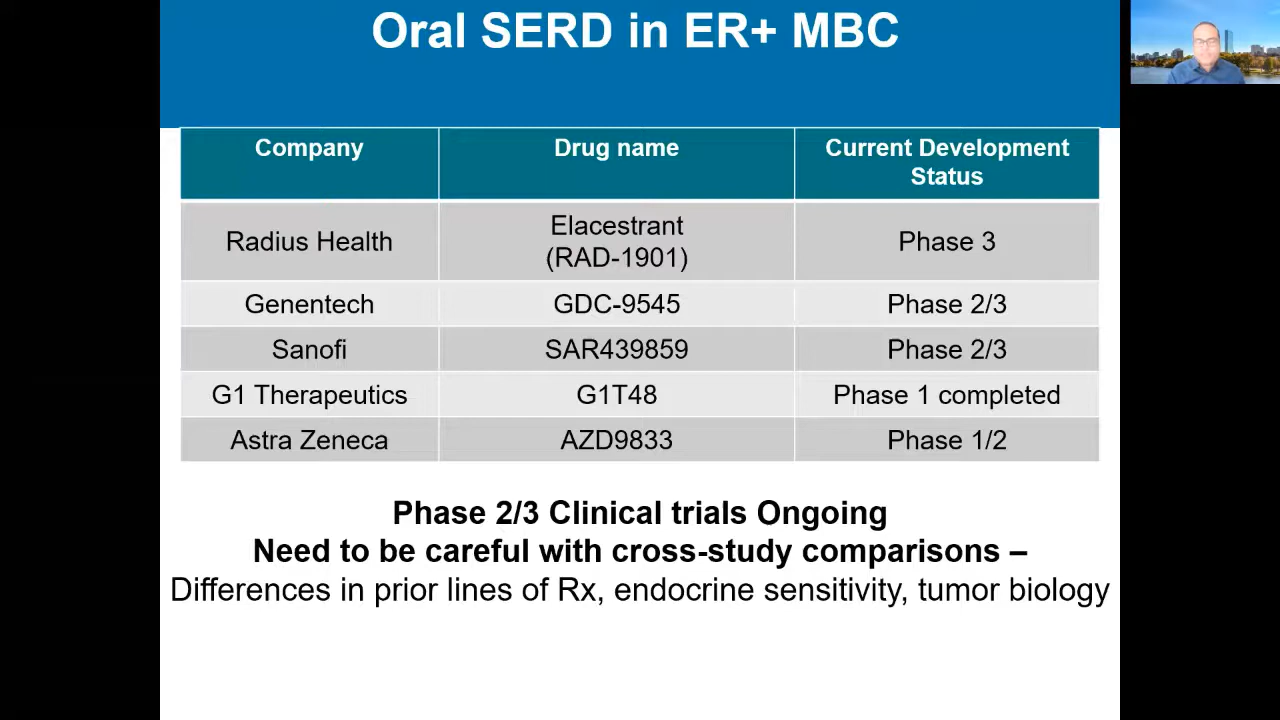 Oral SERD in ER+ MBC
Company Drug name Current Development
Status
Radius Health Elacestrant
(RAD-1901) Phase 3
Genentech GDC-9545 Phase 2/3
Sanofi SAR439859 Phase 2/3
G1 Therapeutics G1T48 Phase 1 completed
Astra Zeneca AZD9833 Phase 1/2
Phase 2/3 Clinical trials Ongoing
Need to be careful with cross-study comparisons –
Differences in prior lines of Rx, endocrine sensitivity, tumor biology